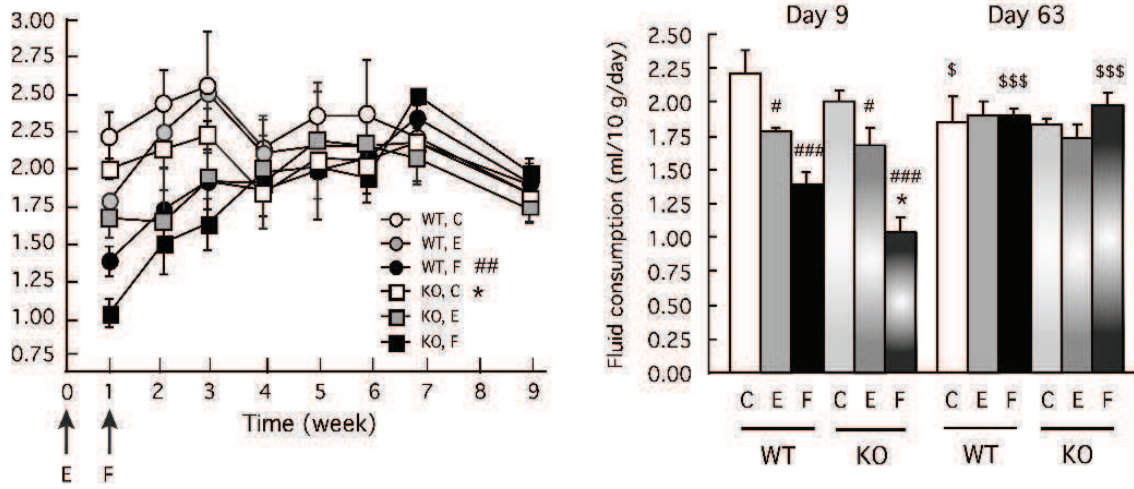 3.00
2.75
2.50
2.25
2.00
1.75
1.50
1.25
1.00
0.75
WT, C
WT, E
WT, F ##
KO, C *
KO, E
KO, F
0 1 2 3 4 5 6 7 8 9
Time (week)
E F
Day 9 Day 63
Fluid consumption (ml/10 g/day)
2.50
2.25
2.00
1.75
1.50
1.25
1.00
0.75
2.50
0.25
0.00
# ### # ### * $ $$$ $$$
C E F C E F C E F C E F
WT KO WT KO